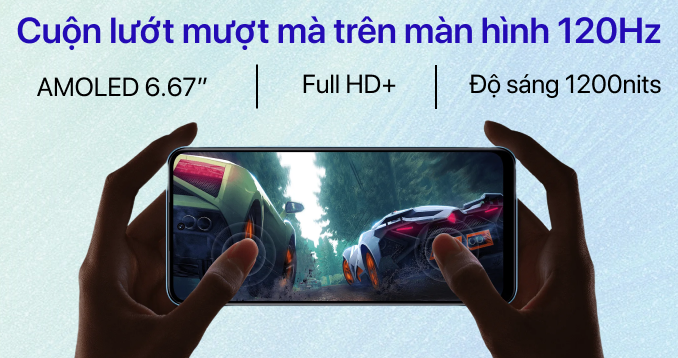 Cuộn lướt mượt mà trên màn hình 120Hz
AMOLED 6.67” Full HD+ Độ sáng 1200nits